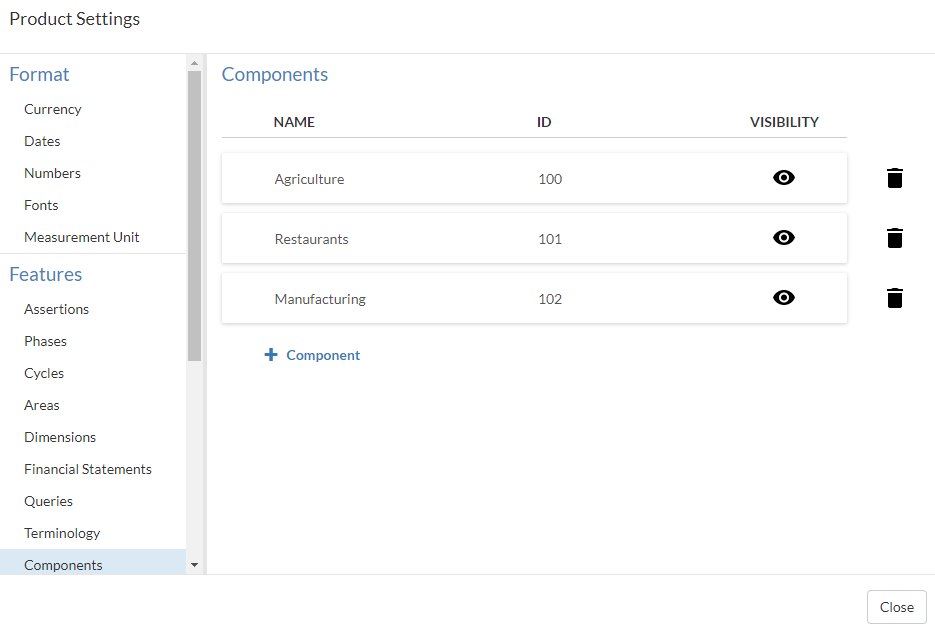 Product Settings
Format
Currency
Dates
Numbers
Fonts
Measurement Unit
Features
Assertions
Phases
Cycles
Areas
Dimensions
Financial Statements
Queries
Terminology
Components
Components
NAME ID VISIBILITY
Agriculture 100
Restaurants 101
Manufacturing 102
+ Component
Close